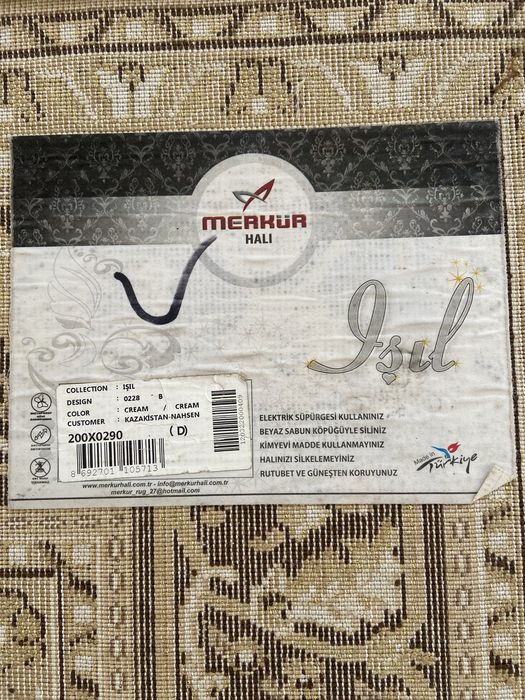 MERKÜR
HALI
Işıl
COLLECTION : IŞIL
DESIGN : 0228 B
COLOR : CREAM / CREAM
CUSTOMER : KAZAKİSTAN-NAHSEN
200X0290 (D)
8 692701 105713
ELEKTRİK SÜPÜRGESİ KULLANINIZ
BEYAZ SABUN KÖPÜĞÜYLE SİLİNİZ
KİMYEVİ MADDE KULLANMAYINIZ
HALINIZI SİLKELEMEYİNİZ
RUTUBET VE GÜNEŞTEN KORUYUNUZ
Made in
Türkiye
www.merkurhali.com.tr - info@merkurhali.com.tr
merkur_rug_27@hotmail.com